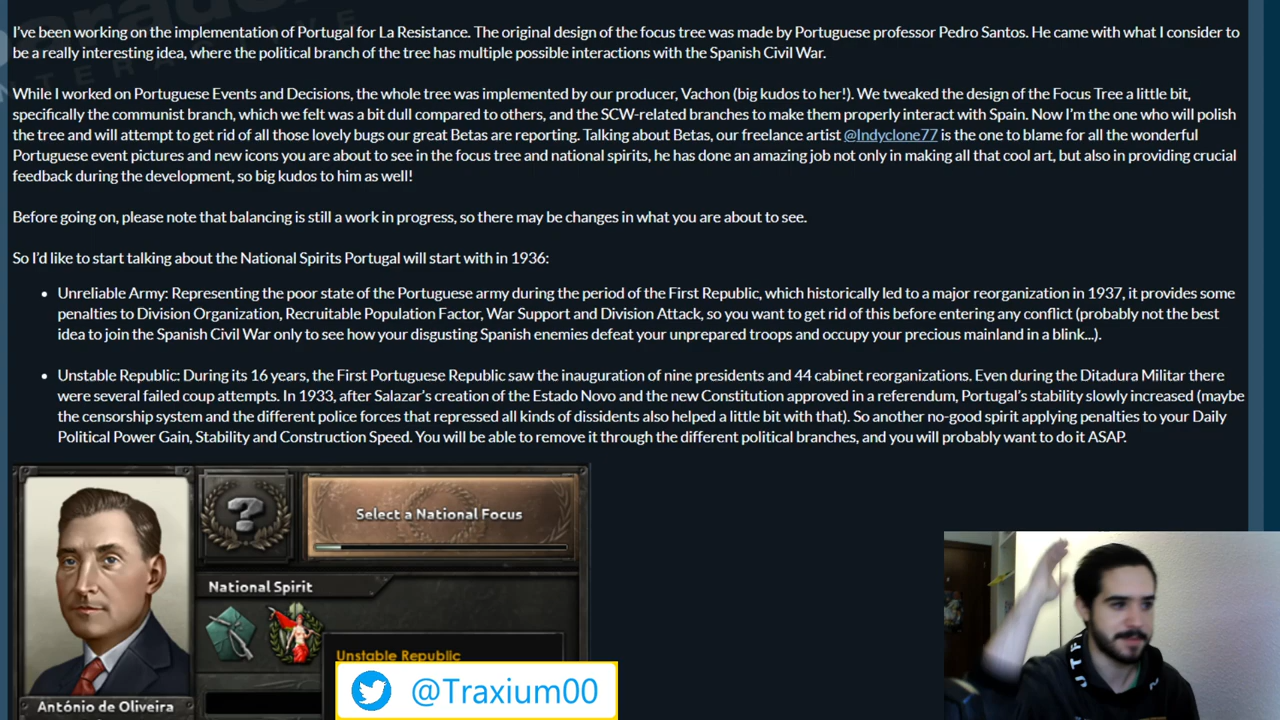 I've been working on the implementation of Portugal for La Resistance. The original design of the focus tree was made by Portuguese professor Pedro Santos. He came with what I consider to
be a really interesting idea, where the political branch of the tree has multiple possible interactions with the Spanish Civil War.
While I worked on Portuguese Events and Decisions, the whole tree was implemented by our producer, Vachon (big kudos to her!). We tweaked the design of the Focus Tree a little bit,
specifically the communist branch, which we felt was a bit dull compared to others, and the SCW-related branches to make them properly interact with Spain. Now I'm the one who will polish
the tree and will attempt to get rid of all those lovely bugs our great Betas are reporting. Talking about Betas, our freelance artist @Indyclone77 is the one to blame for all the wonderful
Portuguese event pictures and new icons you are about to see in the focus tree and national spirits, he has done an amazing job not only in making all that cool art, but also in providing crucial
feedback during the development, so big kudos to him as well!
Before going on, please note that balancing is still a work in progress, so there may be changes in what you are about to see.
So I'd like to start talking about the National Spirits Portugal will start with in 1936:
• Unreliable Army: Representing the poor state of the Portuguese army during the period of the First Republic, which historically led to a major reorganization in 1937, it provides some
penalties to Division Organization, Recruitable Population Factor, War Support and Division Attack, so you want to get rid of this before entering any conflict (probably not the best
idea to join the Spanish Civil War only to see how your disgusting Spanish enemies defeat your unprepared troops and occupy your precious mainland in a blink...).
• Unstable Republic: During its 16 years, the First Portuguese Republic saw the inauguration of nine presidents and 44 cabinet reorganizations. Even during the Ditadura Militar there
were several failed coup attempts. In 1933, after Salazar's creation of the Estado Novo and the new Constitution approved in a referendum, Portugal's stability slowly increased (maybe
the censorship system and the different police forces that repressed all kinds of dissidents also helped a little bit with that). So another no-good spirit applying penalties to your Daily
Political Power Gain, Stability and Construction Speed. You will be able to remove it through the different political branches, and you will probably want to do it ASAP.
Select a National Focus
National Spirit
Unstable Republic
@Traxium00
António de Oliveira